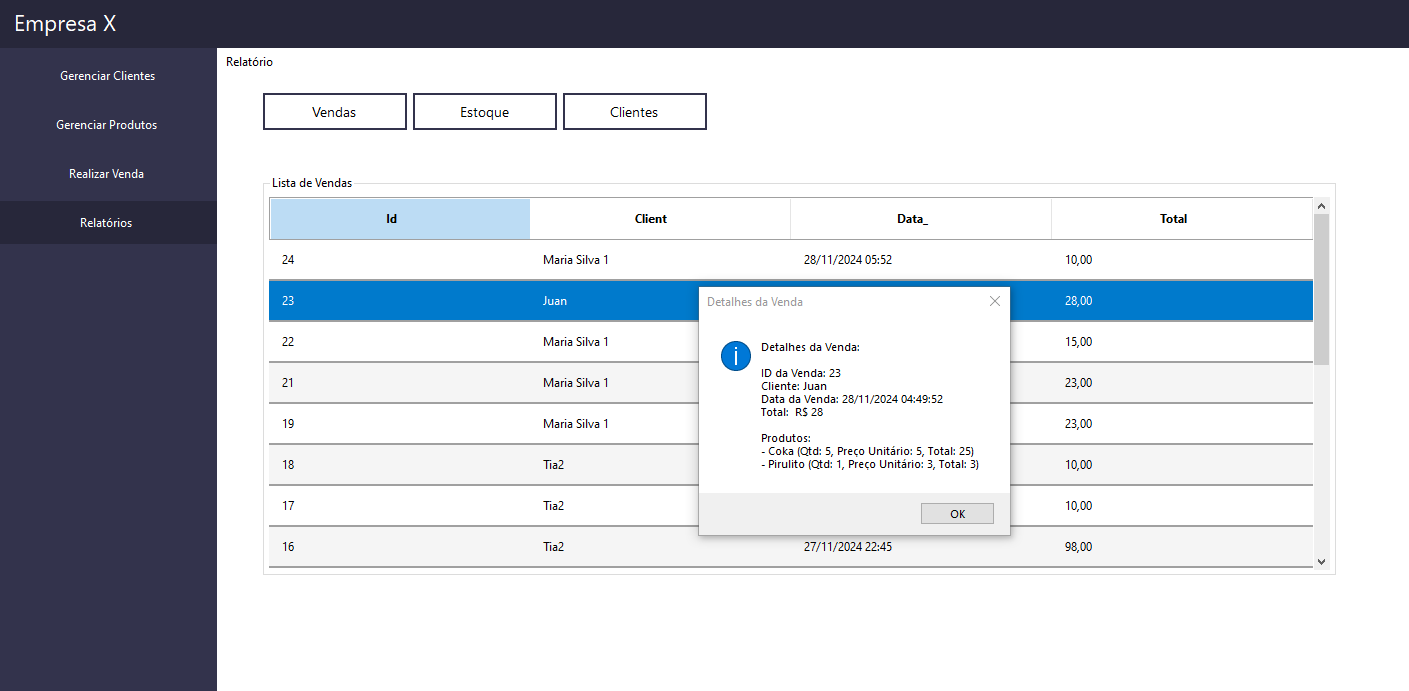 Empresa X
Gerenciar Clientes
Gerenciar Produtos
Realizar Venda
Relatórios
Relatório
Vendas Estoque Clientes
Lista de Vendas
Id Client Data_ Total
24 Maria Silva 1 28/11/2024 05:52 10,00
23 Juan 28,00
22 Maria Silva 1 15,00
21 Maria Silva 1 23,00
19 Maria Silva 1 23,00
18 Tia2 10,00
17 Tia2 10,00
16 Tia2 27/11/2024 22:45 98,00
Detalhes da Venda
Detalhes da Venda:
ID da Venda: 23
Cliente: Juan
Data da Venda: 28/11/2024 04:49:52
Total:  R$ 28
Produtos:
- Coka (Qtd: 5, Preço Unitário: 5, Total: 25)
- Pirulito (Qtd: 1, Preço Unitário: 3, Total: 3)
OK